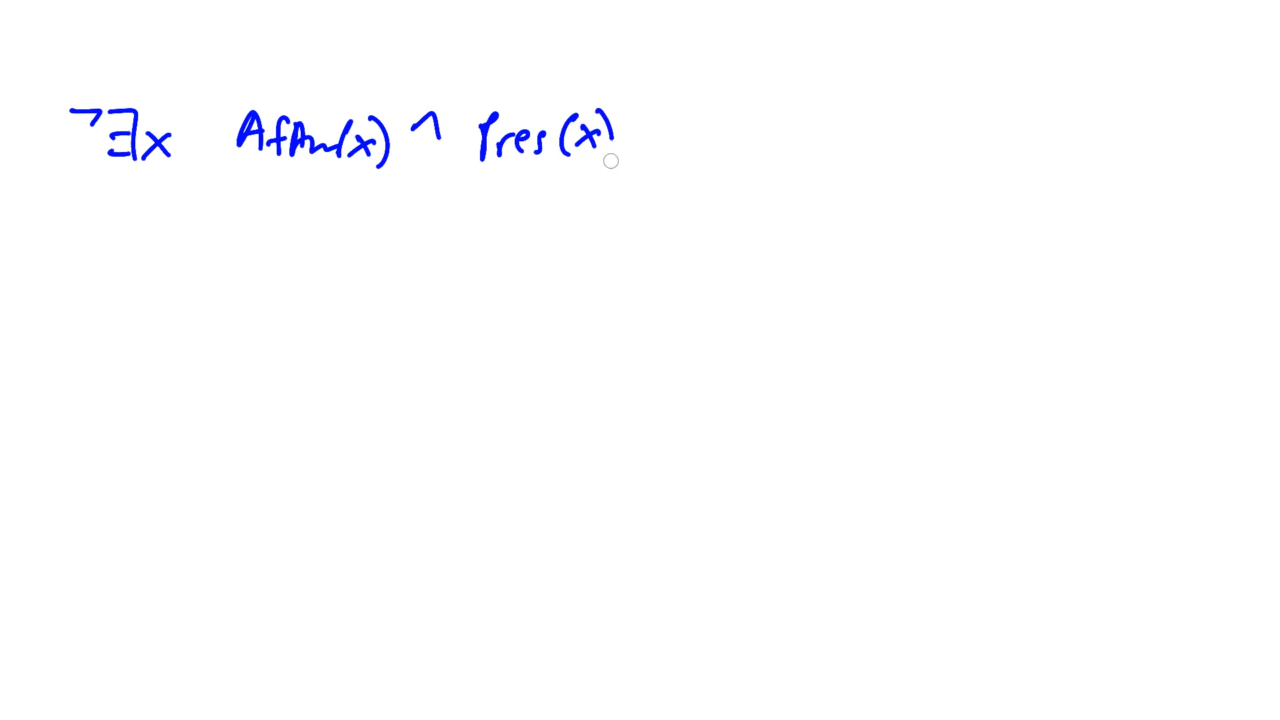 ¬∃x AfAm(x) ^ Pres(x)